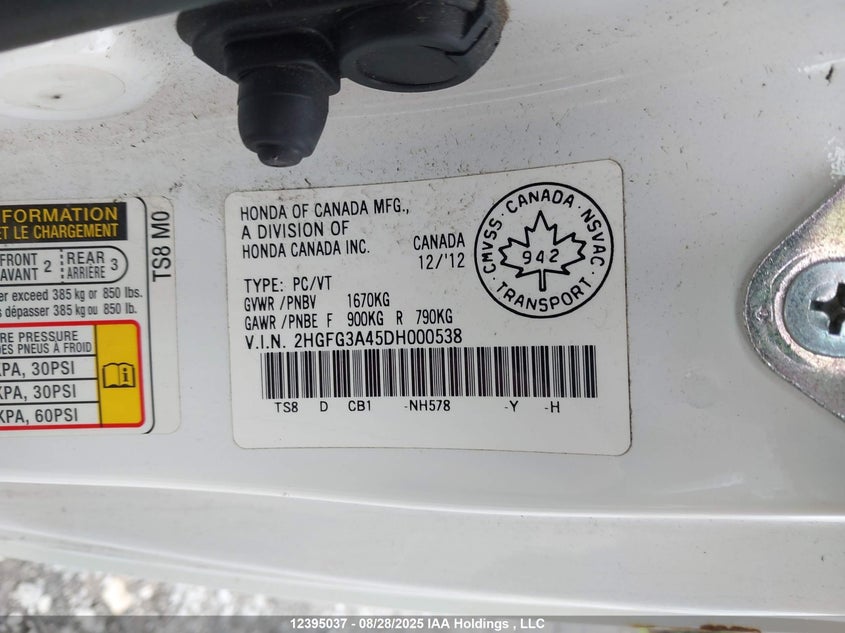 FORMATION
ET LE CHARGEMENT
FRONT
AVANT 2
REAR
ARRIÈRE 3
er exceed 385 kg or 850 lbs.
s dépasser 385 kg ou 850 lb.
RE PRESSURE
DES PNEUS À FROID
KPA, 30PSI
KPA, 30PSI
KPA, 60PSI
TS8 M0
HONDA OF CANADA MFG.,
A DIVISION OF
HONDA CANADA INC.
CANADA
12/'12
TYPE: PC/VT
GVWR /PNBV 1670KG
GAWR /PNBE F 900KG R 790KG
V.I.N. 2HGFG3A45DH000538
TS8 D CB1 -NH578 -Y -H
CMVSS · CANADA · NSVAC · TRANSPORT ·
942
12395037 - 08/28/2025 IAA Holdings , LLC